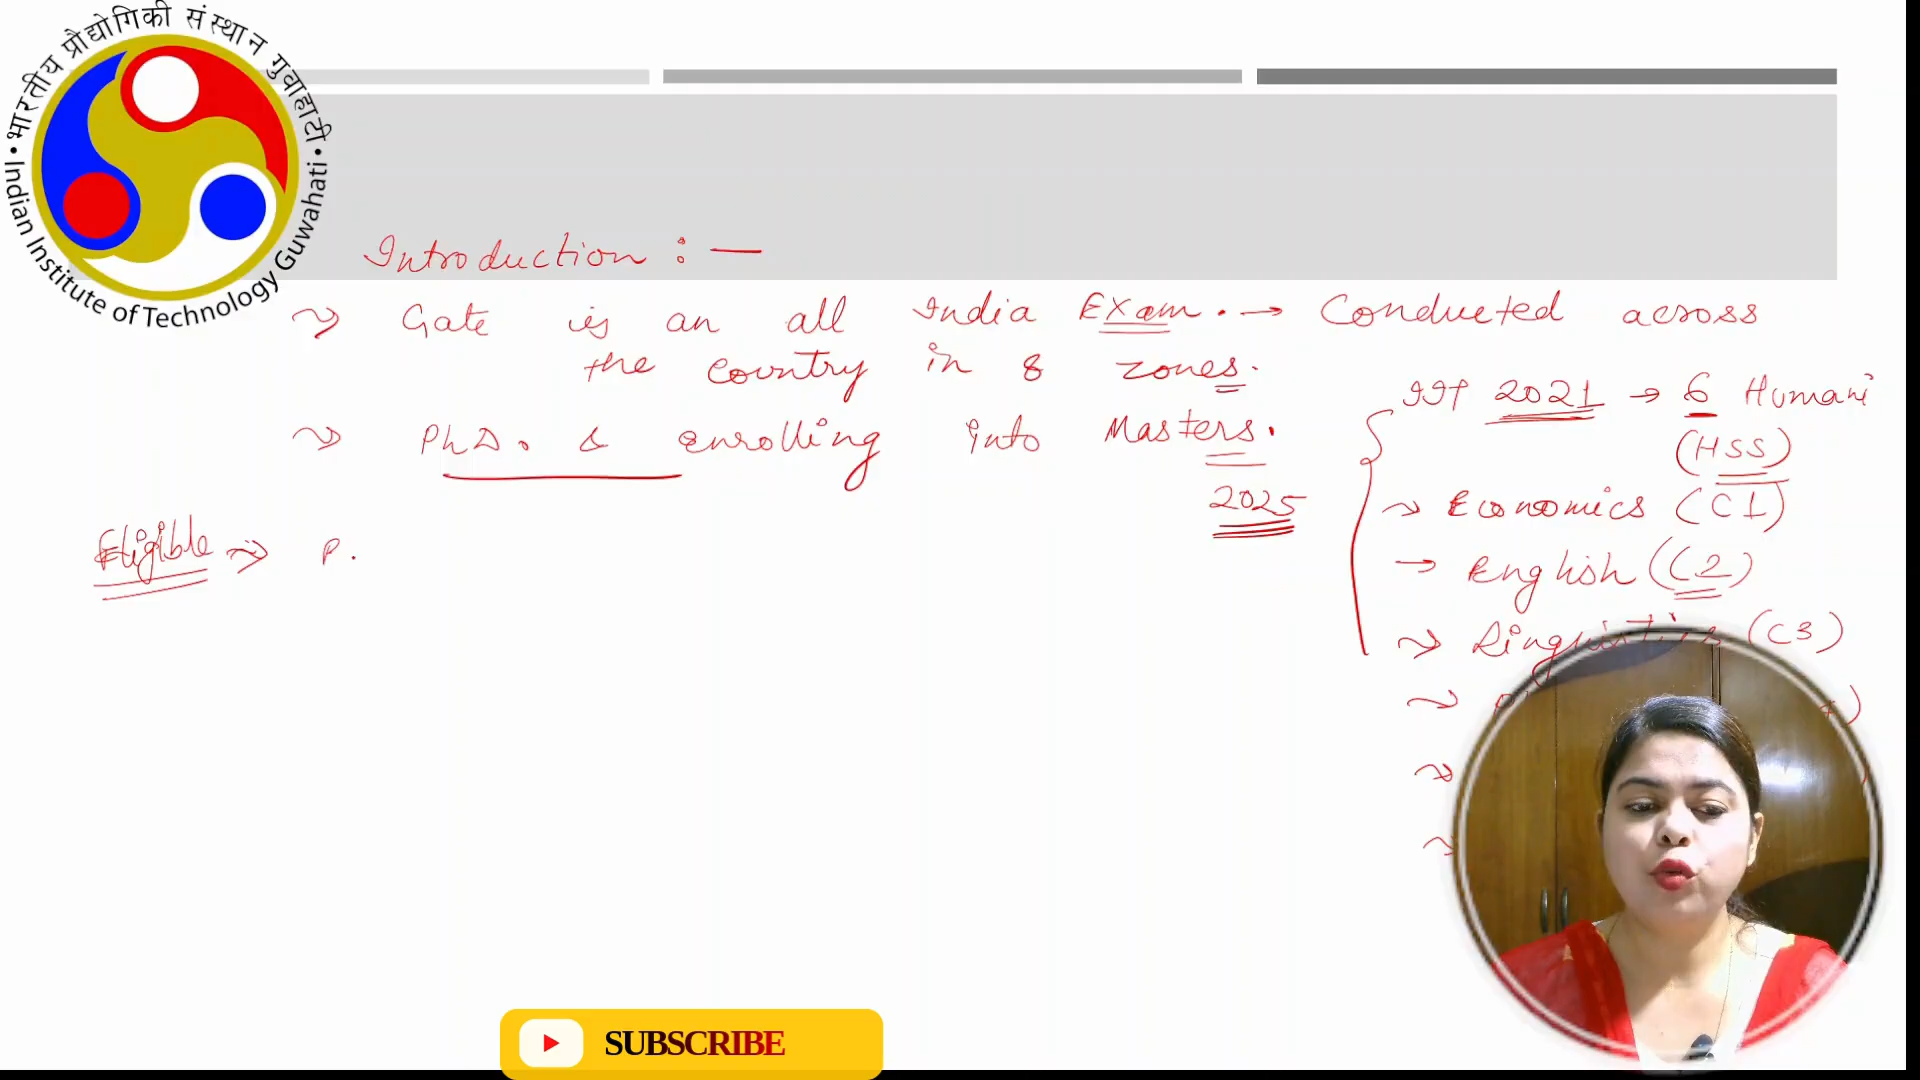 भारतीय प्रौद्योगिकी संस्थान गुवाहाटी
Indian Institute of Technology Guwahati
Introduction : —
Gate is an all India Exam. → Conducted across
the country in 8 zones.
IIT 2021 → 6 Humani
(HSS)
PhD. & enrolling into Masters.
2025
Economics (C1)
English (C2)
Linguistics (C3)
Eligible P.
SUBSCRIBE